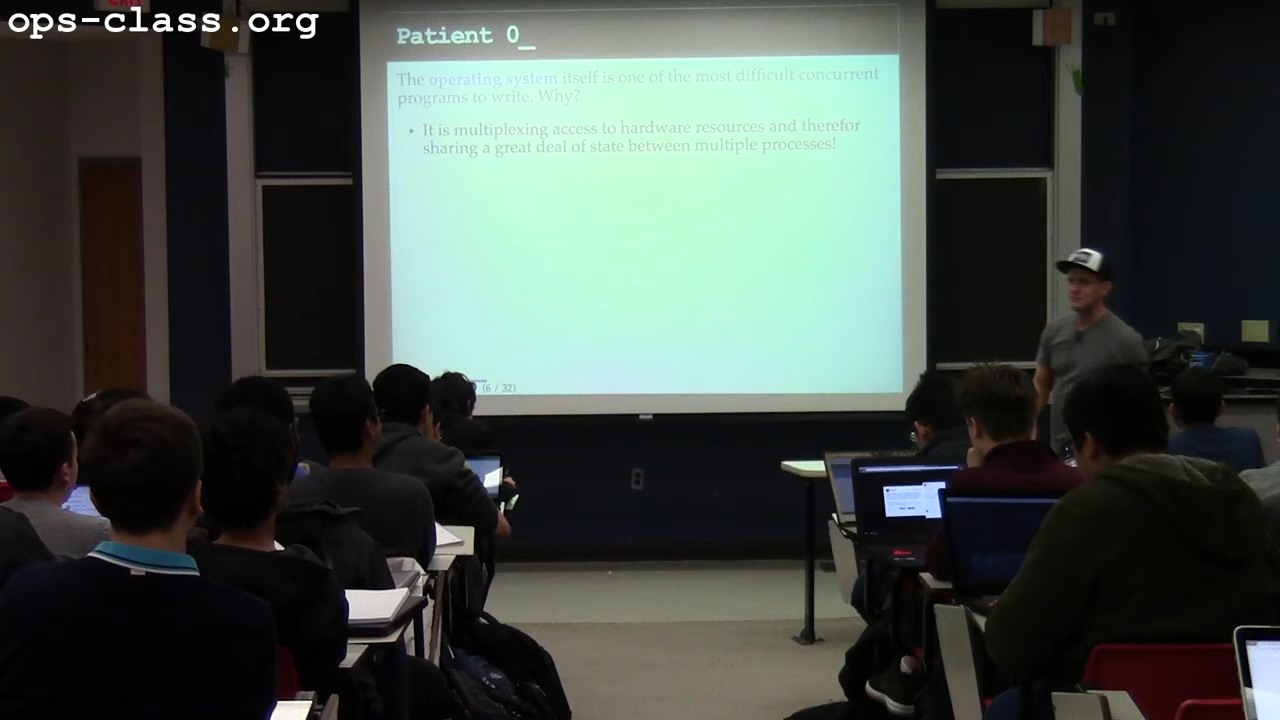 ops-class.org
EXIT
Patient 0_
The operating system itself is one of the most difficult concurrent
programs to write. Why?
• It is multiplexing access to hardware resources and therefor
sharing a great deal of state between multiple processes!
(6 / 32)